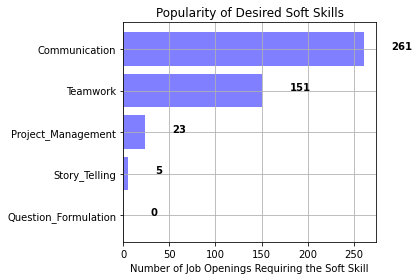 Popularity of Desired Soft Skills
Communication 261
Teamwork 151
Project_Management 23
Story_Telling 5
Question_Formulation 0
0 50 100 150 200 250
Number of Job Openings Requiring the Soft Skill